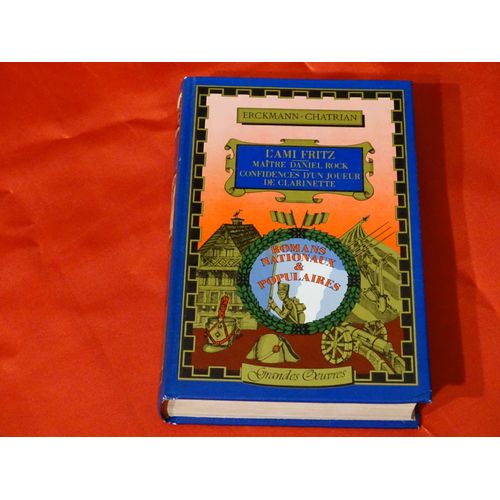 ERCKMANN-CHATRIAN
L'AMI FRITZ
MAÎTRE DANIEL ROCK
CONFIDENCES D'UN JOUEUR
DE CLARINETTE
ROMANS
NATIONAUX
&
POPULAIRES
Grandes Œuvres